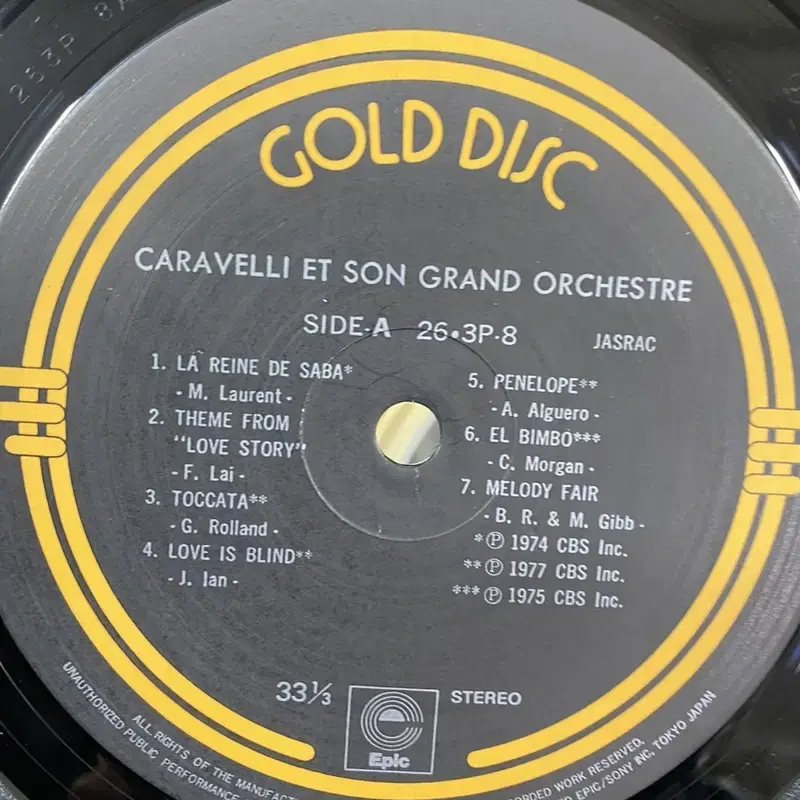 253P 8A
GOLD DISC
CARAVELLI ET SON GRAND ORCHESTRE
SIDE-A 26•3P-8 JASRAC
1. LA REINE DE SABA*
- M. Laurent -
2. THEME FROM
"LOVE STORY"
- F. Lai -
3. TOCCATA**
- G. Rolland -
4. LOVE IS BLIND**
- J. Ian -
5. PENELOPE**
- A. Alguero -
6. EL BIMBO***
- C. Morgan -
7. MELODY FAIR
- B. R. & M. Gibb -
*Ⓟ 1974 CBS Inc.
**Ⓟ 1977 CBS Inc.
***Ⓟ 1975 CBS Inc.
33⅓ STEREO
Epic
ALL RIGHTS OF THE MANUFACT
ORDED WORK RESERVED.
UNAUTHORIZED PUBLIC PERFORMANCE
EPIC/SONY INC. TOKYO JAPAN